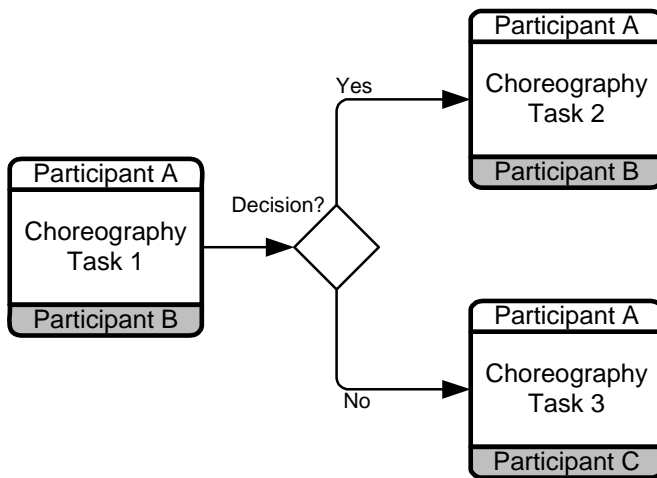 Participant A
Choreography
Task 1
Participant B
Decision?
Yes
Participant A
Choreography
Task 2
Participant B
No
Participant A
Choreography
Task 3
Participant C